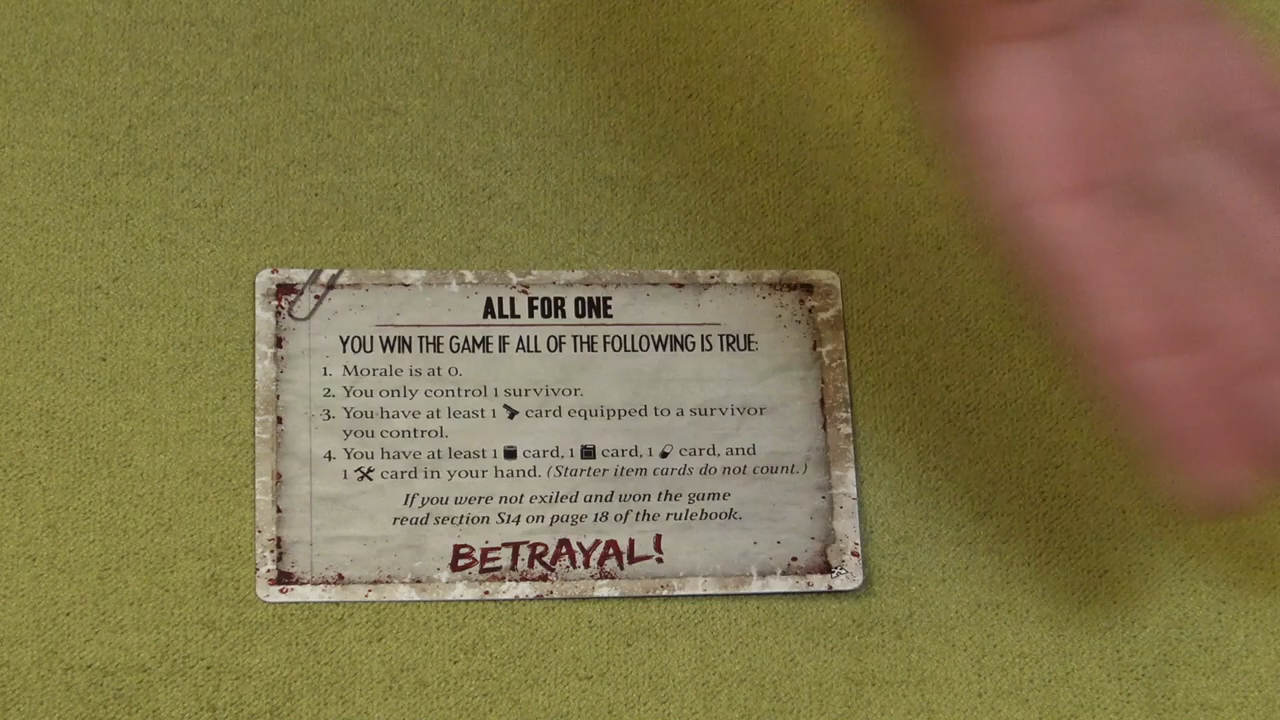 ALL FOR ONE
YOU WIN THE GAME IF ALL OF THE FOLLOWING IS TRUE:
1. Morale is at 0.
2. You only control 1 survivor.
3. You have at least 1 card equipped to a survivor
you control.
4. You have at least 1 card, 1 card, 1 card, and
1 card in your hand. (Starter item cards do not count.)
If you were not exiled and won the game
read section S14 on page 18 of the rulebook.
BETRAYAL!